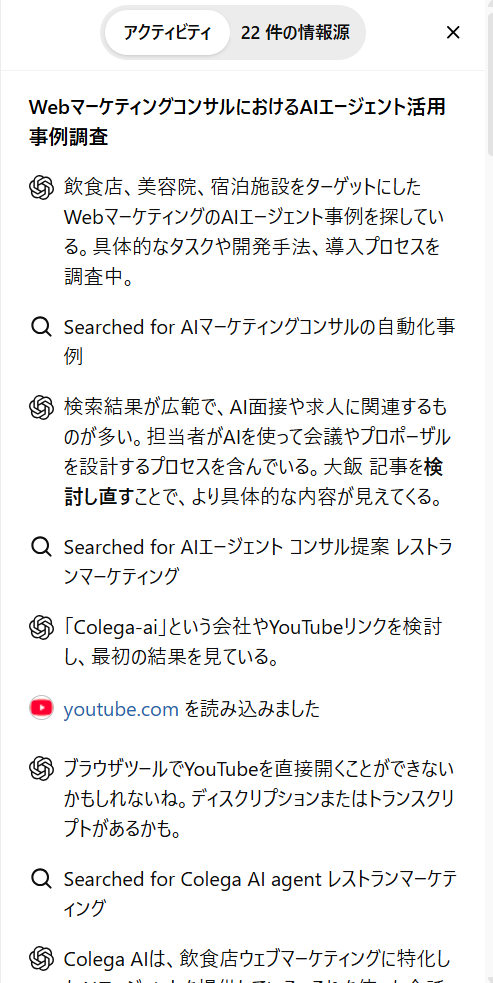 アクティビティ
22 件の情報源
WebマーケティングコンサルにおけるAIエージェント活用
事例調査
飲食店、美容院、宿泊施設をターゲットにした
WebマーケティングのAIエージェント事例を探してい
る。具体的なタスクや開発手法、導入プロセスを
調査中。
Searched for AIマーケティングコンサルの自動化事
例
検索結果が広範で、AI面接や求人に関連するも
のが多い。担当者がAIを使って会議やプロポーザル
を設計するプロセスを含んでいる。大飯 記事を検
討し直すことで、より具体的な内容が見えてくる。
Searched for AIエージェント コンサル提案 レストラ
ンマーケティング
「Colega-ai」という会社やYouTubeリンクを検討
し、最初の結果を見ている。
youtube.com を読み込みました
ブラウザツールでYouTubeを直接開くことができない
かもしれないね。ディスクリプションまたはトランスクリ
プトがあるかも。
Searched for Colega AI agent レストランマーケテ
ィング
Colega AIは、飲食店ウェブマーケティングに特化し